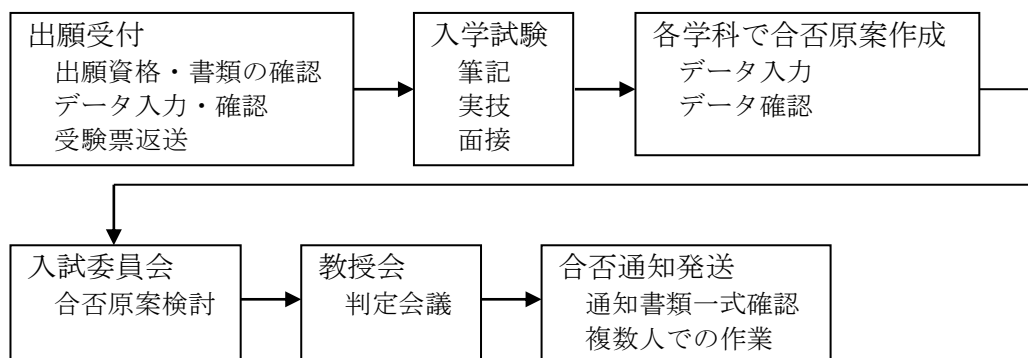 出願受付
出願資格・書類の確認
データ入力・確認
受験票返送
入学試験
筆記
実技
面接
各学科で合否原案作成
データ入力
データ確認
入試委員会
合否原案検討
教授会
判定会議
合否通知発送
通知書類一式確認
複数人での作業